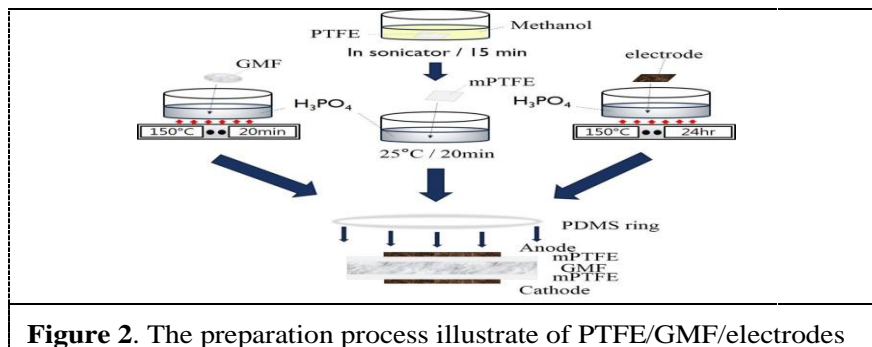 PTFE
Methanol
In sonicator / 15 min
GMF
mPTFE
electrode
H₃PO₄
H₃PO₄
150°C
20min
25°C / 20min
150°C
24hr
PDMS ring
Anode
mPTFE
GMF
mPTFE
Cathode
Figure 2. The preparation process illustrate of PTFE/GMF/electrodes